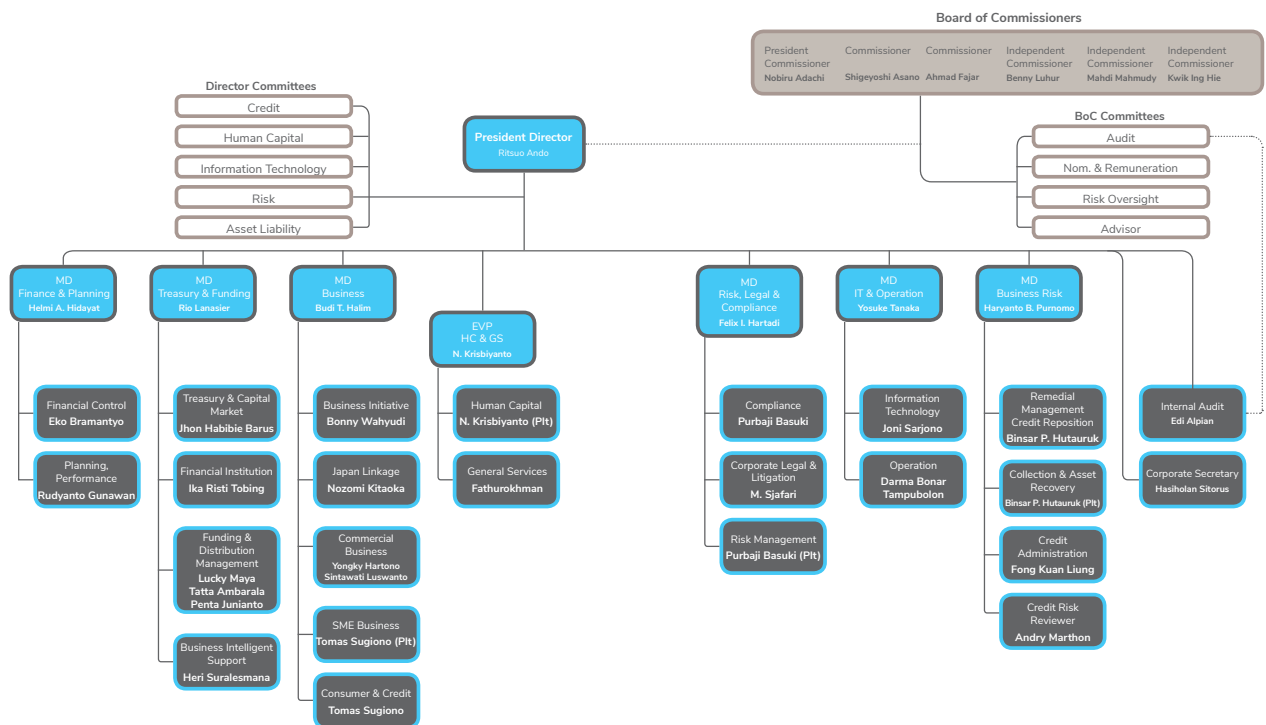 Board of Commissioners
President
Commissioner
Nobiru Adachi
Commissioner
Shigeyoshi Asano
Commissioner
Ahmad Fajar
Independent
Commissioner
Benny Luhur
Independent
Commissioner
Mahdi Mahmudy
Independent
Commissioner
Kwik Ing Hie
Director Committees
Credit
Human Capital
Information Technology
Risk
Asset Liability
President Director
Ritsuo Ando
BoC Committees
Audit
Nom. & Remuneration
Risk Oversight
Advisor
MD
Finance & Planning
Helmi A. Hidayat
MD
Treasury & Funding
Rio Lanasier
MD
Business
Budi T. Halim
EVP
HC & GS
N. Krisbiyanto
MD
Risk, Legal &
Compliance
Felix I. Hartadi
MD
IT & Operation
Yosuke Tanaka
MD
Business Risk
Haryanto B. Purnomo
Financial Control
Eko Bramantyo
Planning,
Performance
Rudyanto Gunawan
Treasury & Capital
Market
Jhon Habibie Barus
Financial Institution
Ika Risti Tobing
Funding &
Distribution
Management
Lucky Maya
Tatta Ambarala
Penta Junianto
Business Intelligent
Support
Heri Suralesmana
Business Initiative
Bonny Wahyudi
Japan Linkage
Nozomi Kitaoka
Commercial
Business
Yongky Hartono
Sintawati Luswanto
SME Business
Tomas Sugiono (Plt)
Consumer & Credit
Tomas Sugiono
Human Capital
N. Krisbiyanto (Plt)
General Services
Fathurokhman
Compliance
Purbaji Basuki
Corporate Legal &
Litigation
M. Sjafari
Risk Management
Purbaji Basuki (Plt)
Information
Technology
Joni Sarjono
Operation
Darma Bonar
Tampubolon
Remedial
Management
Credit Reposition
Binsar P. Hutauruk
Collection & Asset
Recovery
Binsar P. Hutauruk (Plt)
Credit
Administration
Fong Kuan Liung
Credit Risk
Reviewer
Andry Marthon
Internal Audit
Edi Alpian
Corporate Secretary
Hasiholan Sitorus